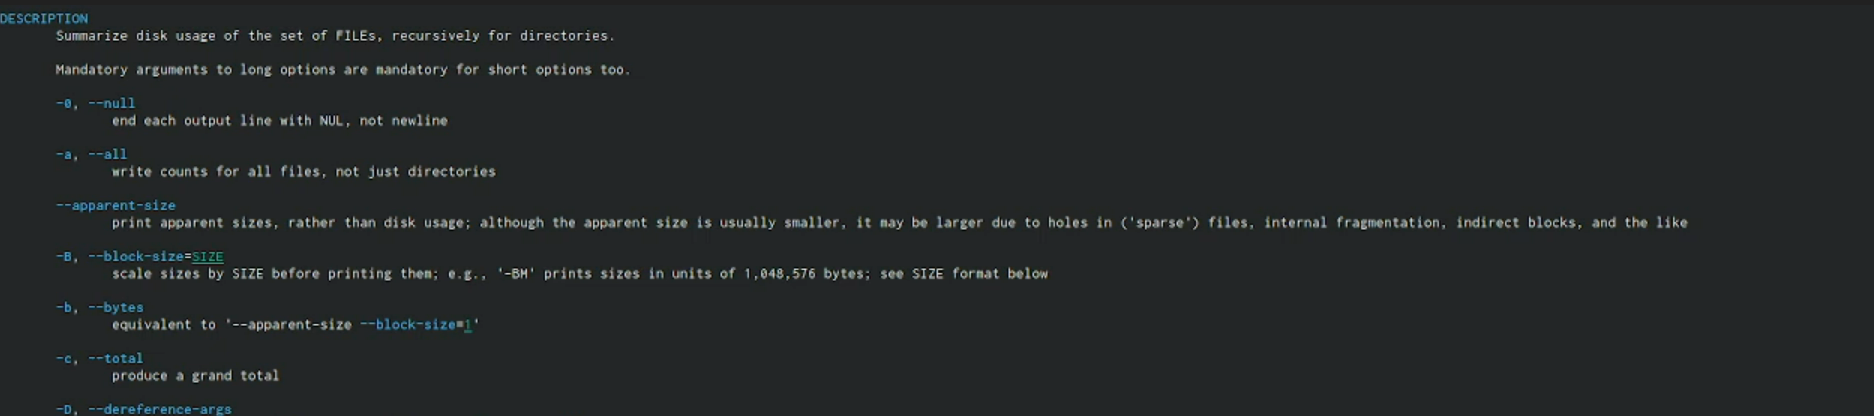 DESCRIPTION
Summarize disk usage of the set of FILEs, recursively for directories.
Mandatory arguments to long options are mandatory for short options too.
-0, --null
end each output line with NUL, not newline
-a, --all
write counts for all files, not just directories
--apparent-size
print apparent sizes, rather than disk usage; although the apparent size is usually smaller, it may be larger due to holes in ('sparse') files, internal fragmentation, indirect blocks, and the like
-B, --block-size=SIZE
scale sizes by SIZE before printing them; e.g., '-BM' prints sizes in units of 1,048,576 bytes; see SIZE format below
-b, --bytes
equivalent to '--apparent-size --block-size=1'
-c, --total
produce a grand total
-D, --dereference-args